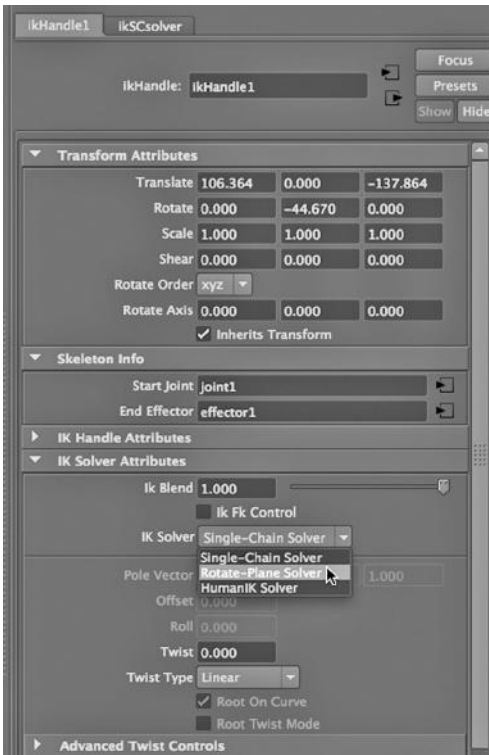 ikHandle1 ikSCsolver
Focus
ikHandle: ikHandle1
Presets
Show Hide
Transform Attributes
Translate 106.364 0.000 -137.864
Rotate 0.000 -44.670 0.000
Scale 1.000 1.000 1.000
Shear 0.000 0.000 0.000
Rotate Order xyz
Rotate Axis 0.000 0.000 0.000
Inherits Transform
Skeleton Info
Start Joint joint1
End Effector effector1
IK Handle Attributes
IK Solver Attributes
Ik Blend 1.000
Ik Fk Control
IK Solver Single-Chain Solver
Single-Chain Solver
Pole Vector Rotate-Plane Solver 1.000
HumanIK Solver
Offset 0.000
Roll 0.000
Twist 0.000
Twist Type Linear
Root On Curve
Root Twist Mode
Advanced Twist Controls